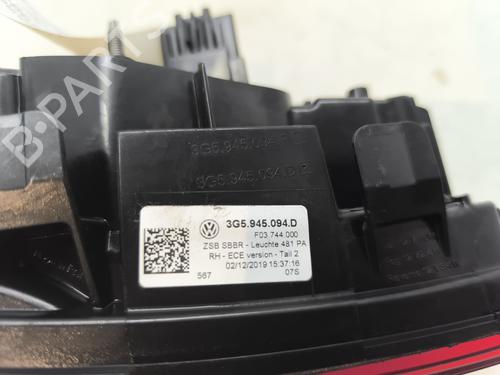 B-PARTS
3G5.945.094
3G5.945.094.D
3G5.945.094.D
F03.744.000
ZSB SBBR - Leuchte 481 PA
RH - ECE version - Tail 2
02/12/2019 15:37:16
567 07S